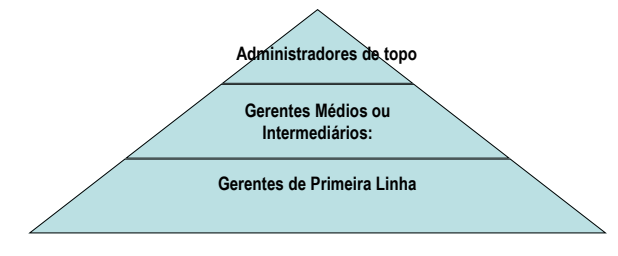 Administradores de topo
Gerentes Médios ou
Intermediários:
Gerentes de Primeira Linha